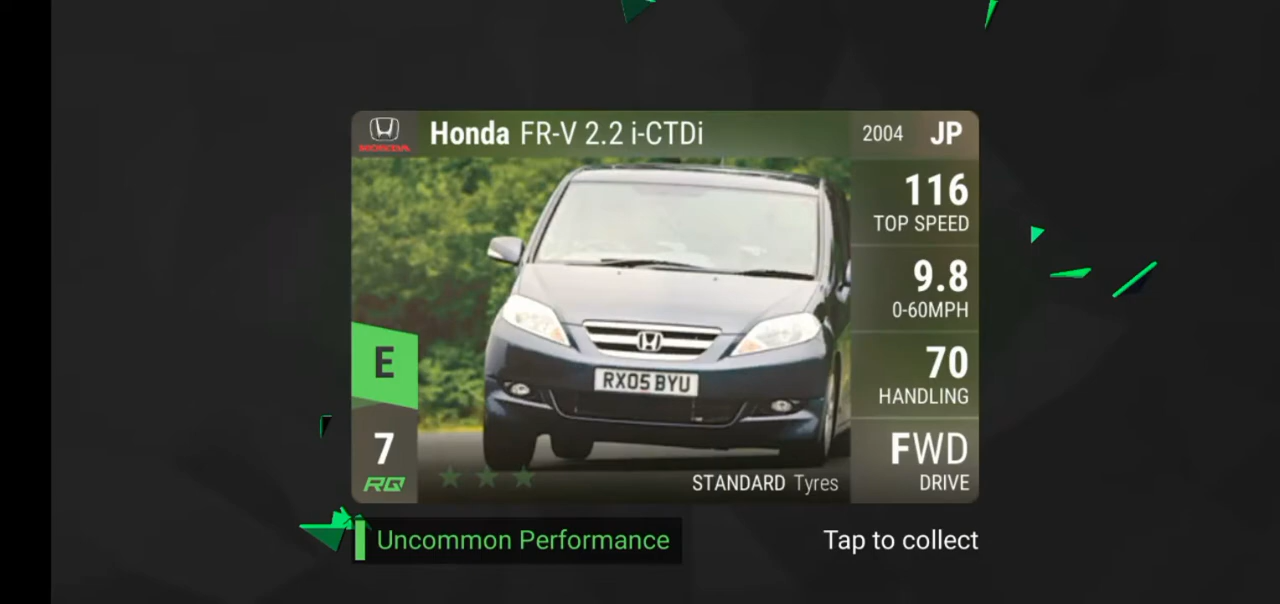 HONDA
Honda FR-V 2.2 i-CTDi
2004 JP
116
TOP SPEED
9.8
0-60MPH
70
HANDLING
FWD
DRIVE
E
7
RQ
RX05 BYU
STANDARD Tyres
Uncommon Performance
Tap to collect